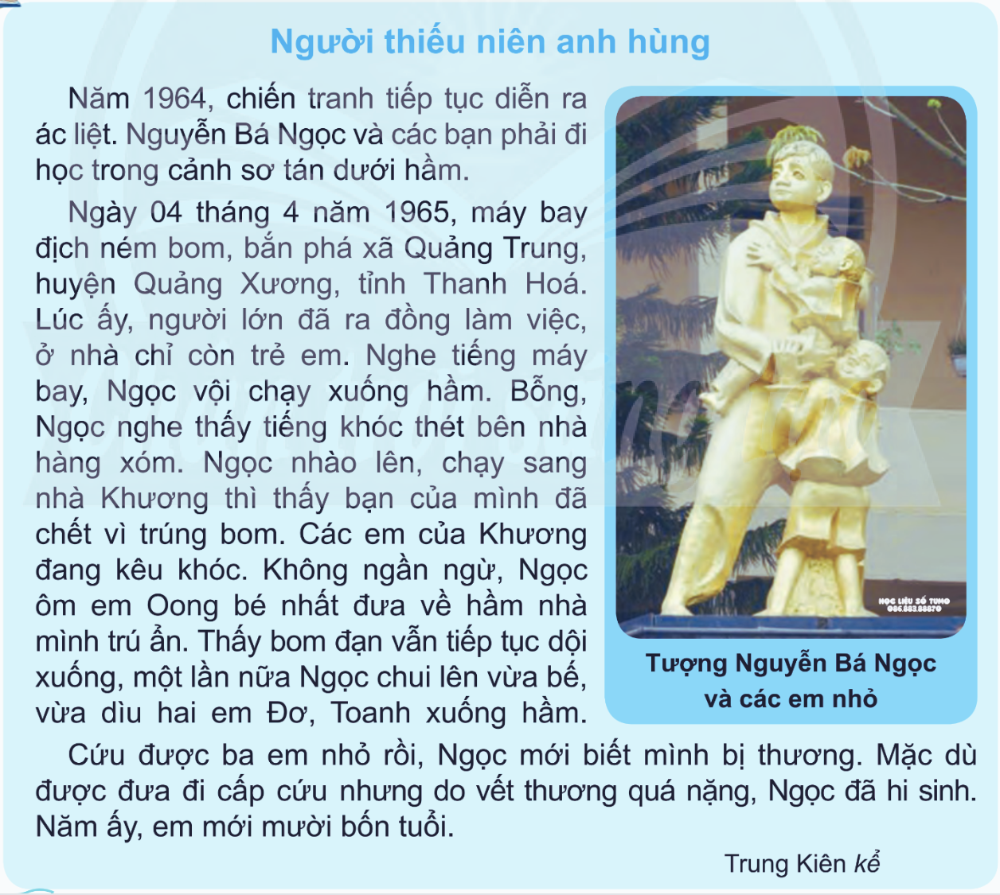 Người thiếu niên anh hùng
Năm 1964, chiến tranh tiếp tục diễn ra
ác liệt. Nguyễn Bá Ngọc và các bạn phải đi
học trong cảnh sơ tán dưới hầm.
Ngày 04 tháng 4 năm 1965, máy bay
địch ném bom, bắn phá xã Quảng Trung,
huyện Quảng Xương, tỉnh Thanh Hoá.
Lúc ấy, người lớn đã ra đồng làm việc,
ở nhà chỉ còn trẻ em. Nghe tiếng máy
bay, Ngọc vội chạy xuống hầm. Bỗng,
Ngọc nghe thấy tiếng khóc thét bên nhà
hàng xóm. Ngọc nhào lên, chạy sang
nhà Khương thì thấy bạn của mình đã
chết vì trúng bom. Các em của Khương
đang kêu khóc. Không ngần ngừ, Ngọc
ôm em Oong bé nhất đưa về hầm nhà
mình trú ẩn. Thấy bom đạn vẫn tiếp tục dội
xuống, một lần nữa Ngọc chui lên vừa bế,
vừa dìu hai em Đơ, Toanh xuống hầm.
HỌC LIỆU SỐ TUMO
086.883.88870
Tượng Nguyễn Bá Ngọc
và các em nhỏ
Cứu được ba em nhỏ rồi, Ngọc mới biết mình bị thương. Mặc dù
được đưa đi cấp cứu nhưng do vết thương quá nặng, Ngọc đã hi sinh.
Năm ấy, em mới mười bốn tuổi.
Trung Kiên kể